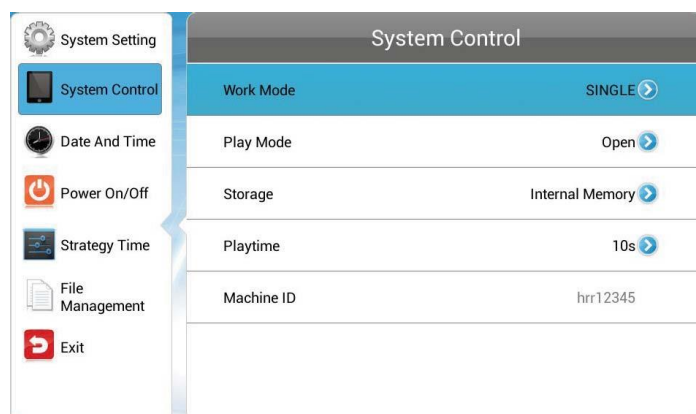 System Setting
System Control
Date And Time
Power On/Off
Strategy Time
File
Management
Exit
System Control
Work Mode SINGLE
Play Mode Open
Storage Internal Memory
Playtime 10s
Machine ID hrr12345